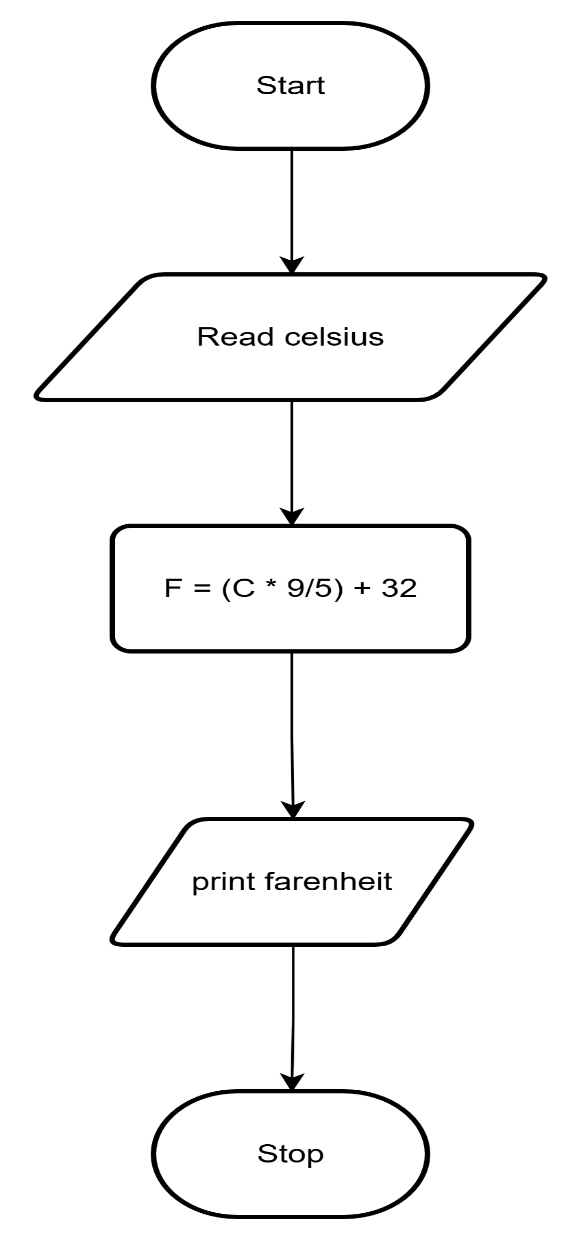 Start
Read celsius
F = (C * 9/5) + 32
print farenheit
Stop